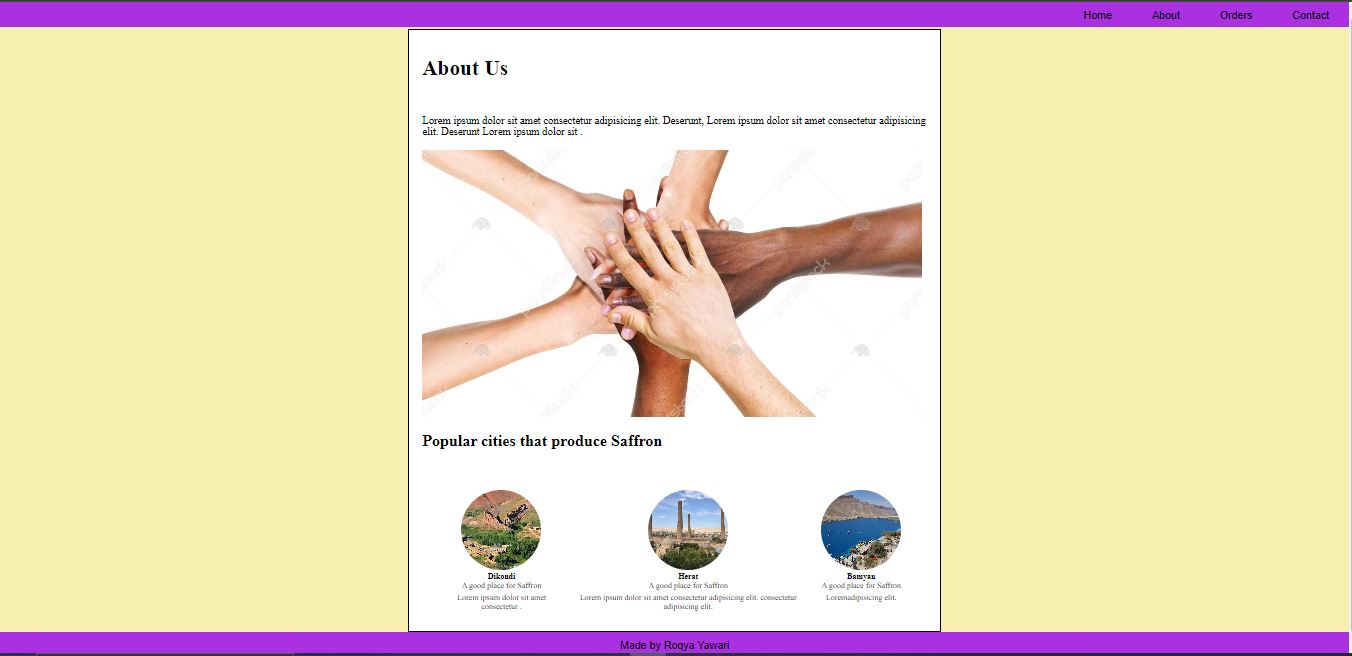 Home About Orders Contact
About Us
Lorem ipsum dolor sit amet consectetur adipisicing elit. Deserunt, Lorem ipsum dolor sit amet consectetur adipisicing
elit. Deserunt Lorem ipsum dolor sit .
Popular cities that produce Saffron
Dikondi
A good place for Saffron
Lorem ipsum dolor sit amet
consectetur .
Herat
A good place for Saffron
Lorem ipsum dolor sit amet consectetur adipisicing elit. consectetur
adipisicing elit.
Bamyan
A good place for Saffron
Loremadipisicing elit.
Made by Roqya Yawari